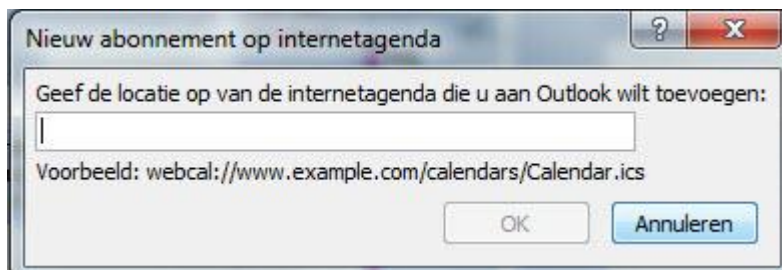 Nieuw abonnement op internetagenda
Geef de locatie op van de internetagenda die u aan Outlook wilt toevoegen:
Voorbeeld: webcal://www.example.com/calendars/Calendar.ics
OK
Annuleren